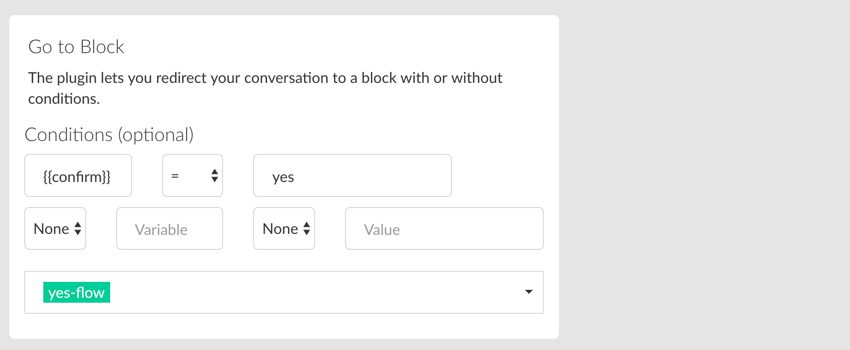 Go to Block
The plugin lets you redirect your conversation to a block with or without
conditions.
Conditions (optional)
{{confirm}} = yes
None Variable None Value
yes-flow